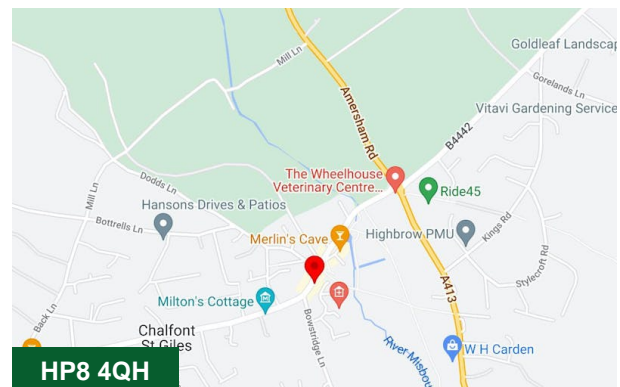 Goldleaf Landscap
Mill Ln
Gorelands Ln
Amersham Rd
Vitavi Gardening Service
B4442
The Wheelhouse
Veterinary Centre...
Dodds Ln
Ride45
Mill Ln
Hansons Drives & Patios
Bottrells Ln
Merlin's Cave
Highbrow PMU
Kings Rd
Stylecroft Rd
A413
Milton's Cottage
Back Ln
Bowstridge Ln
Chalfont
St Giles
River Misbou
W H Carden
HP8 4QH